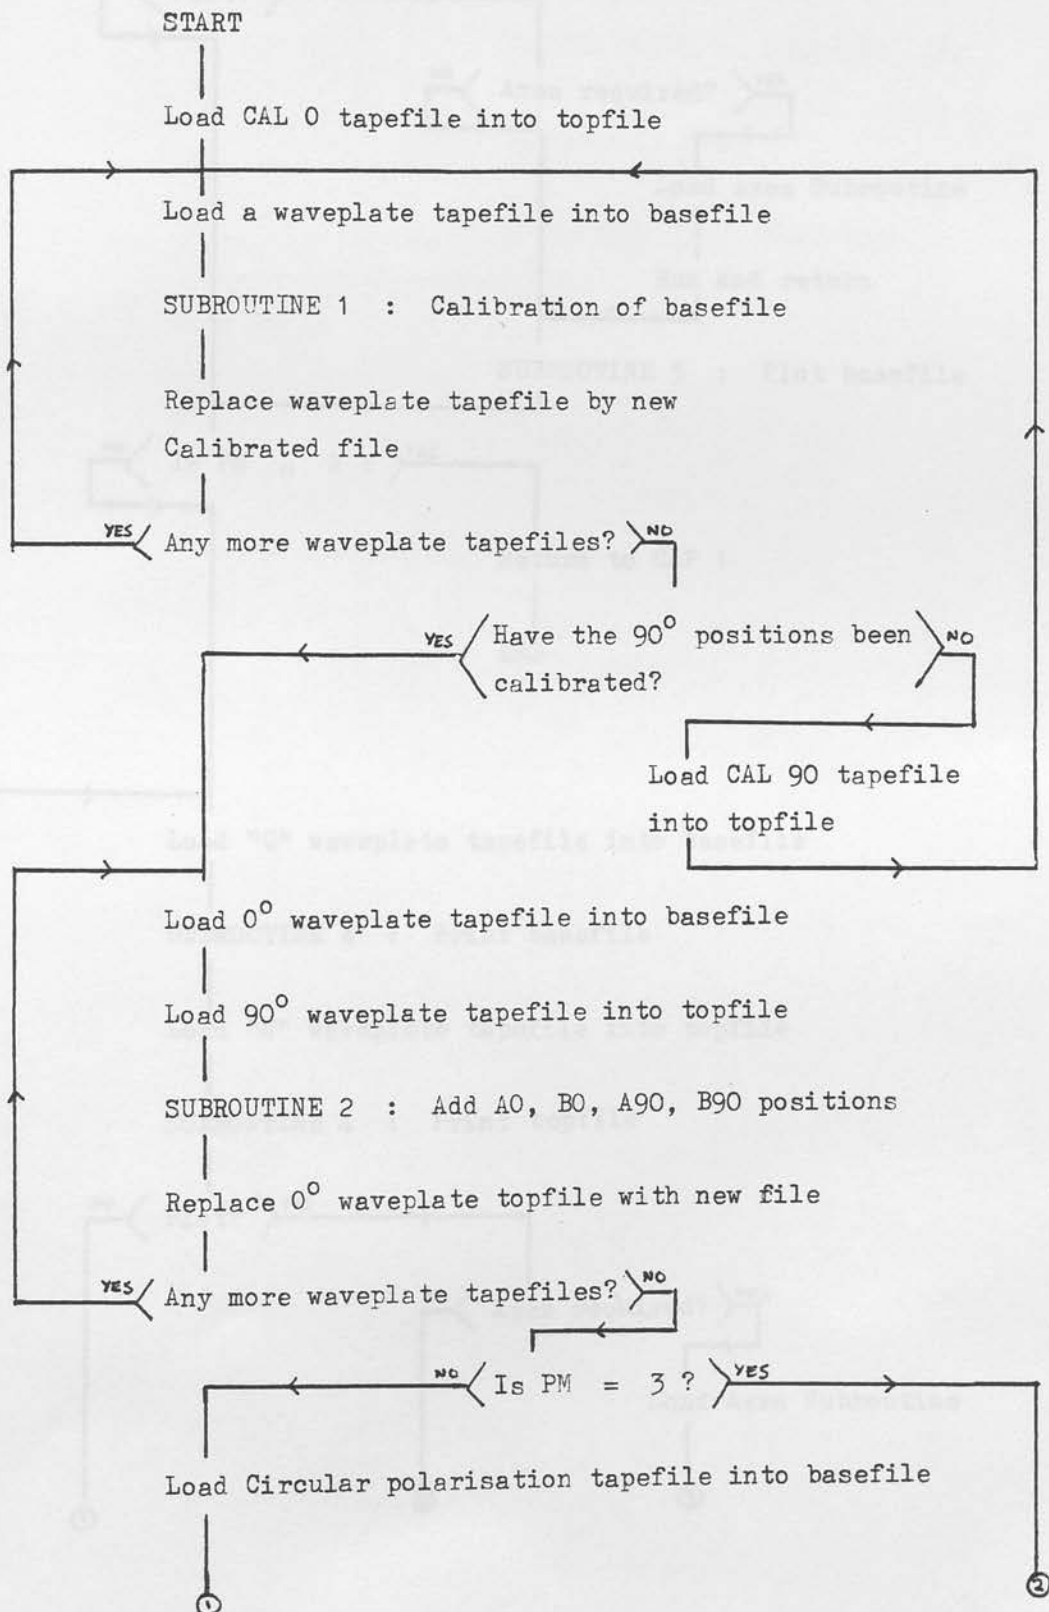 START
Load CAL 0 tapefile into topfile
Load a waveplate tapefile into basefile
SUBROUTINE 1 : Calibration of basefile
Replace waveplate tapefile by new
Calibrated file
YES Any more waveplate tapefiles? NO
YES Have the 90° positions been NO
calibrated?
Load CAL 90 tapefile
into topfile
Load 0° waveplate tapefile into basefile
Load 90° waveplate tapefile into topfile
SUBROUTINE 2 : Add A0, B0, A90, B90 positions
Replace 0° waveplate topfile with new file
YES Any more waveplate tapefiles? NO
NO Is PM = 3 ? YES
Load Circular polarisation tapefile into basefile
1
2